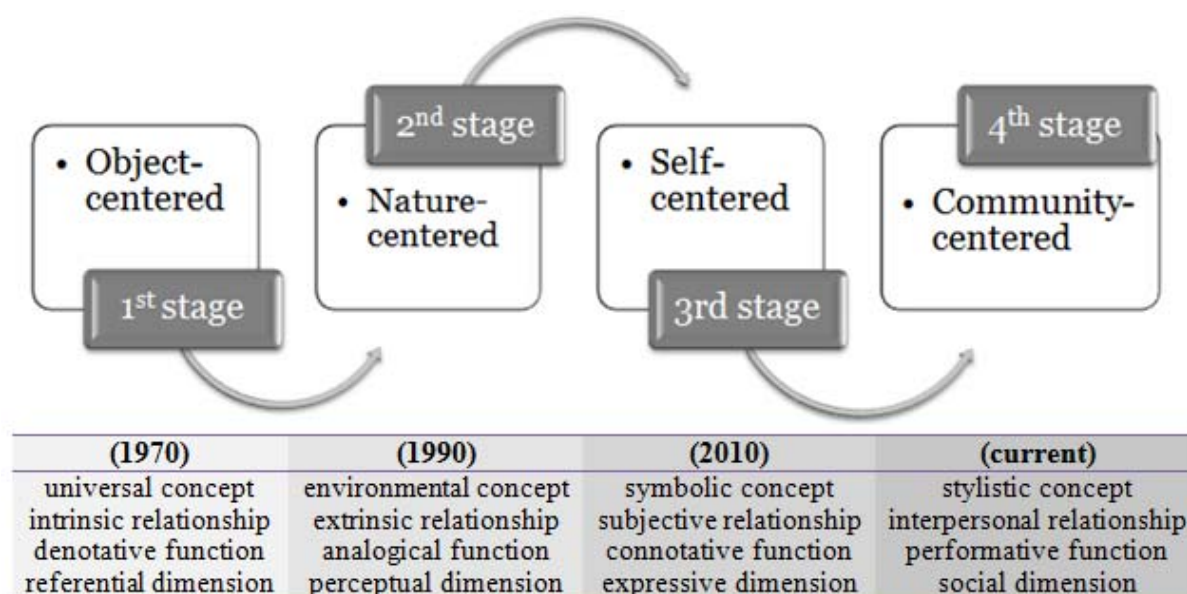 2nd stage
4th stage
• Object-
centered
• Nature-
centered
• Self-
centered
• Community-
centered
1st stage
3rd stage
(1970) (1990) (2010) (current)
universal concept environmental concept symbolic concept stylistic concept
intrinsic relationship extrinsic relationship subjective relationship interpersonal relationship
denotative function analogical function connotative function performative function
referential dimension perceptual dimension expressive dimension social dimension